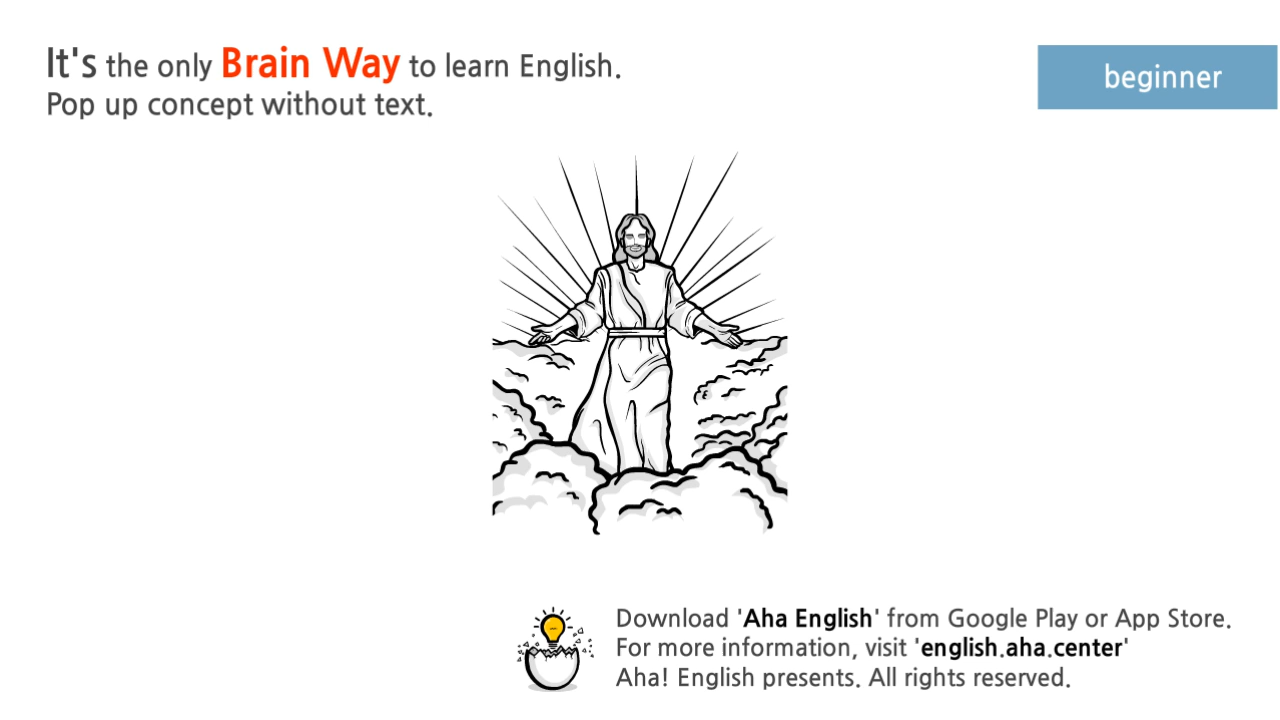 It's the only Brain Way to learn English.
Pop up concept without text.
beginner
Download 'Aha English' from Google Play or App Store.
For more information, visit 'english.aha.center'
Aha! English presents. All rights reserved.